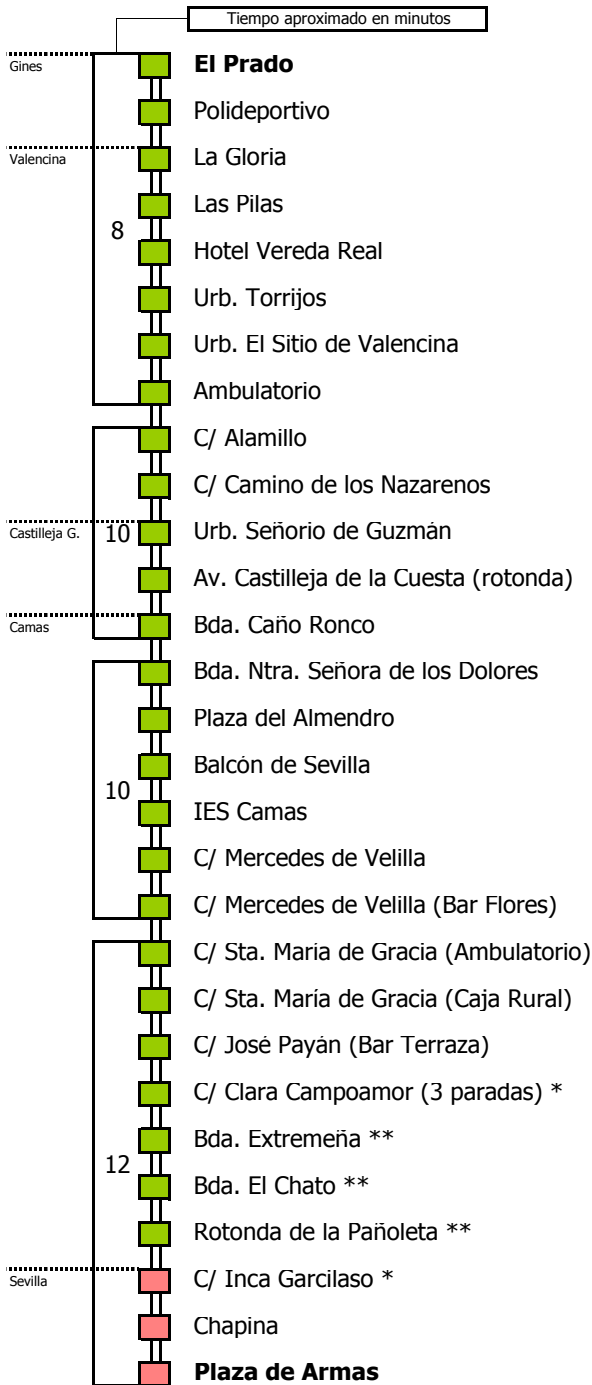 Tiempo aproximado en minutos
Gines
El Prado
Polideportivo
Valencina
La Gloria
Las Pilas
8
Hotel Vereda Real
Urb. Torrijos
Urb. El Sitio de Valencina
Ambulatorio
C/ Alamillo
C/ Camino de los Nazarenos
Castilleja G.
10
Urb. Señorio de Guzmán
Av. Castilleja de la Cuesta (rotonda)
Camas
Bda. Caño Ronco
Bda. Ntra. Señora de los Dolores
Plaza del Almendro
Balcón de Sevilla
10
IES Camas
C/ Mercedes de Velilla
C/ Mercedes de Velilla (Bar Flores)
C/ Sta. Maria de Gracia (Ambulatorio)
C/ Sta. María de Gracia (Caja Rural)
C/ José Payán (Bar Terraza)
C/ Clara Campoamor (3 paradas) *
Bda. Extremeña **
12
Bda. El Chato **
Rotonda de la Pañoleta **
Sevilla
C/ Inca Garcilaso *
Chapina
Plaza de Armas